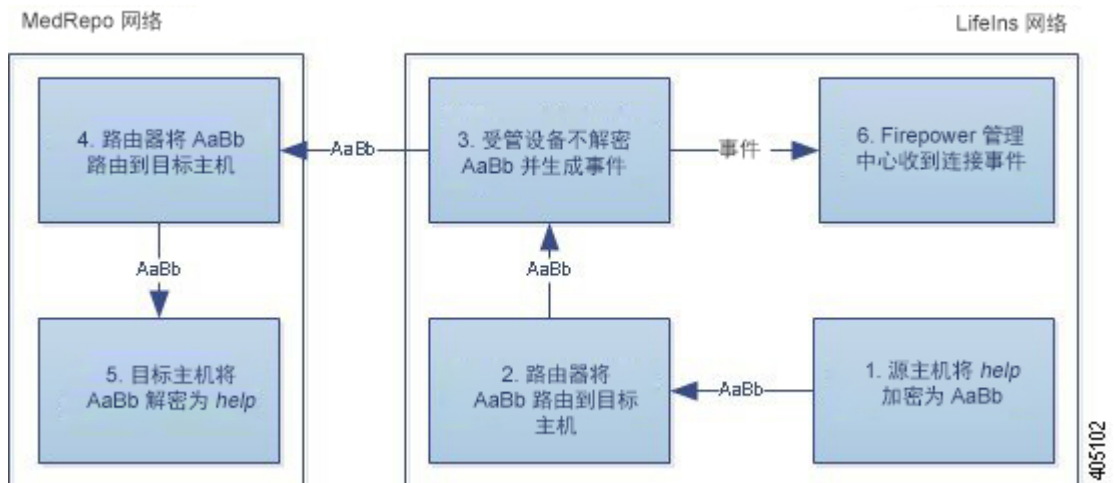 MedRepo 网络
LifeIns 网络
4. 路由器将 AaBb
路由到目标主机
AaBb
3. 受管设备不解密
AaBb 并生成事件
事件
6. Firepower 管理
中心收到连接事件
AaBb
AaBb
5. 目标主机将
AaBb 解密为 help
2. 路由器将
AaBb 路由到目标
主机
AaBb
1. 源主机将 help
加密为 AaBb
405102